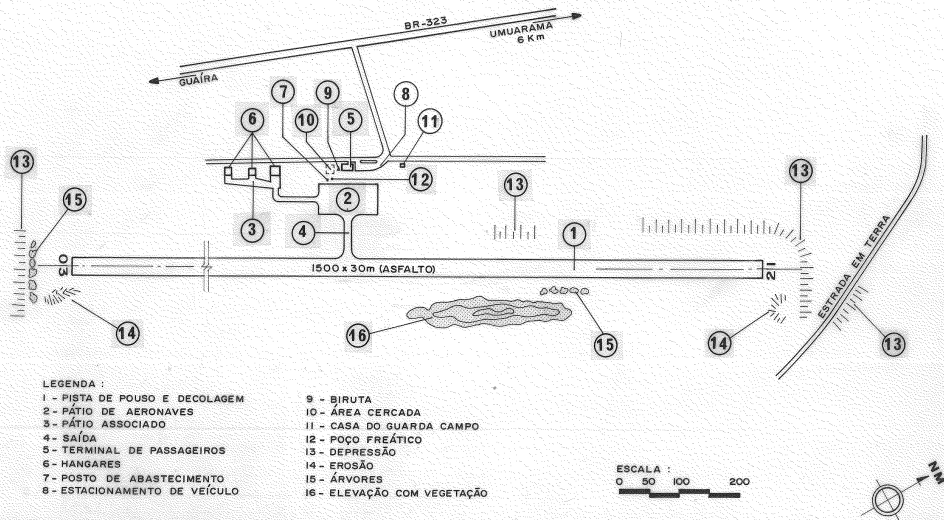 BR-323
UMUARAMA
6 Km
GUAÍRA
7
9
8
6
10
5
11
13
12
13
13
15
2
3
4
1
03
1500 x 30m (ASFALTO)
21
ESTRADA EM TERRA
14
16
15
14
13
LEGENDA :
1 - PISTA DE POUSO E DECOLAGEM
2 - PÁTIO DE AERONAVES
3 - PÁTIO ASSOCIADO
4 - SAÍDA
5 - TERMINAL DE PASSAGEIROS
6 - HANGARES
7 - POSTO DE ABASTECIMENTO
8 - ESTACIONAMENTO DE VEÍCULO
9 - BIRUTA
10 - ÁREA CERCADA
11 - CASA DO GUARDA CAMPO
12 - POÇO FREÁTICO
13 - DEPRESSÃO
14 - EROSÃO
15 - ÁRVORES
16 - ELEVAÇÃO COM VEGETAÇÃO
ESCALA :
0 50 100 200
NM